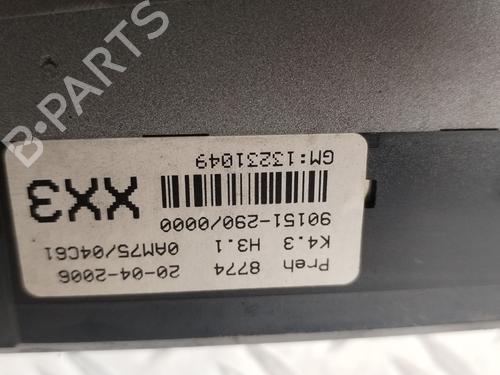 Preh 8774 20-04-2006
K4.3 H3.1 0AM75/04C61
90151-290/0000
GM:13231049
XX3
B-PARTS